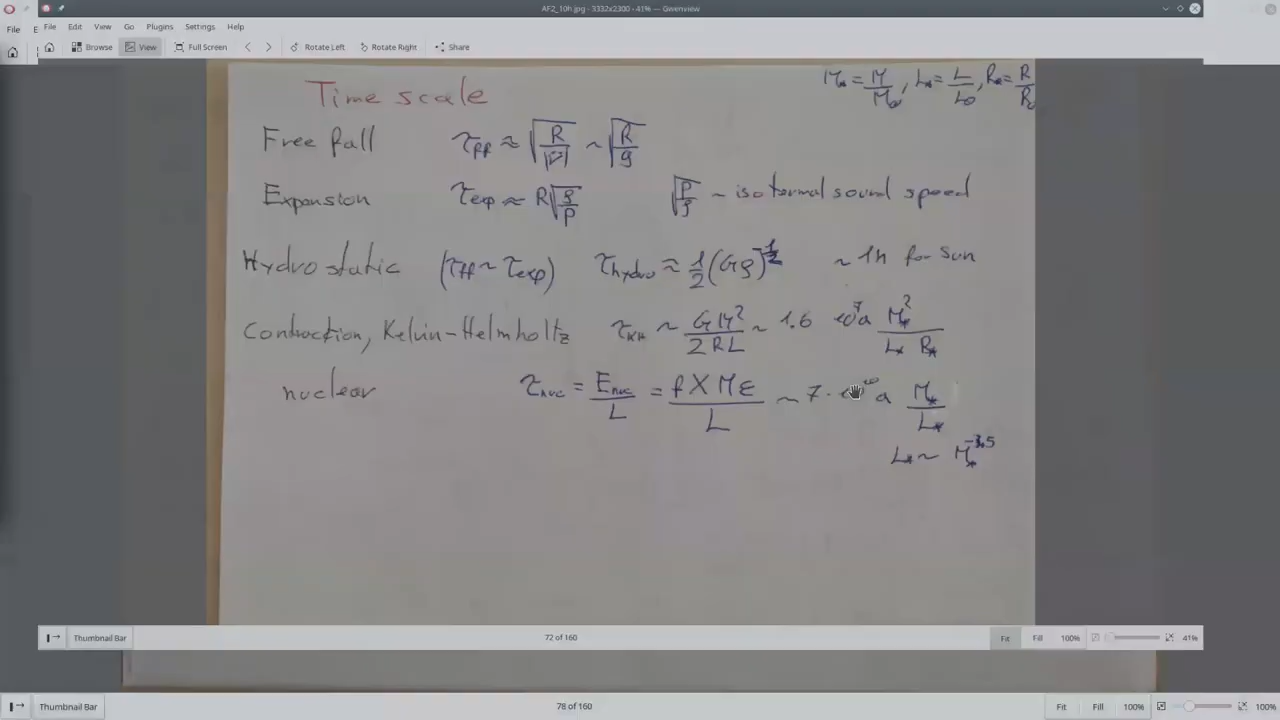 AF2_10h.jpg - 3332x2300 - 41% — Gwenview
File Edit View Go Plugins Settings Help
File E
Browse View Full Screen Rotate Left Rotate Right Share
M* = M/M⊙, L* = L/L⊙, R* = R/R
Time scale
Free fall τff ≈ √(R/|r̈|) ~ √(R/g)
Expansion τexp ≈ R√(ρ/P) √(P/ρ) ~ isotermal sound speed
Hydrostatic (τff ~ τexp) τhydro ≈ 1/2 (Gρ)^-1/2 ~ 1h for sun
Contraction, Kelvin-Helmholtz τKH ~ GM²/2RL ~ 1.6 10⁷a M*²/L* R*
nuclear τnuc = Enuc/L = fXMε/L ~ 7·10¹⁰ a M*/L*
L* ~ M*^-3.5
Thumbnail Bar 72 of 160 Fit Fill 100% 41%
Thumbnail Bar 78 of 160 Fit Fill 100% 100%